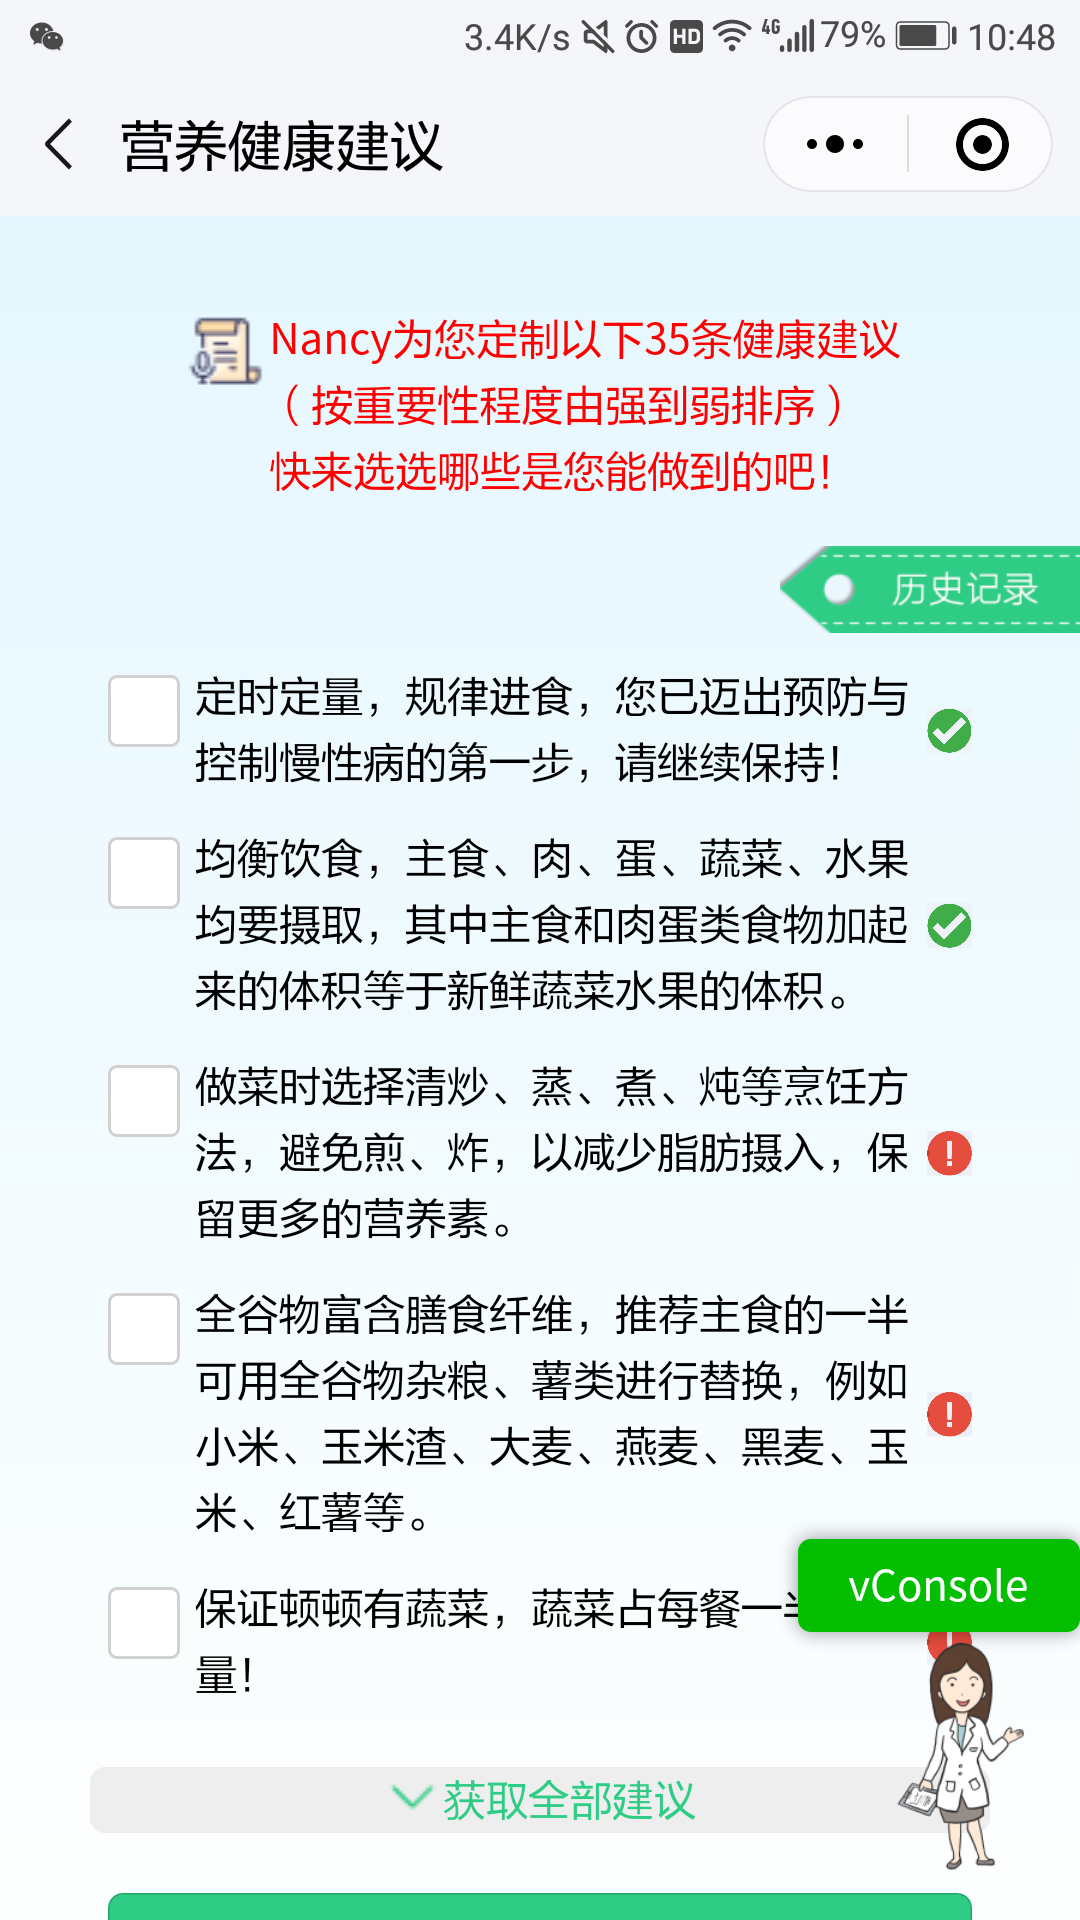 3.4K/s HD 4G 79% 10:48
营养健康建议
Nancy为您定制以下35条健康建议
（按重要性程度由强到弱排序）
快来选选哪些是您能做到的吧！
历史记录
定时定量，规律进食，您已迈出预防与
控制慢性病的第一步，请继续保持！
均衡饮食，主食、肉、蛋、蔬菜、水果
均要摄取，其中主食和肉蛋类食物加起
来的体积等于新鲜蔬菜水果的体积。
做菜时选择清炒、蒸、煮、炖等烹饪方
法，避免煎、炸，以减少脂肪摄入，保
留更多的营养素。
全谷物富含膳食纤维，推荐主食的一半
可用全谷物杂粮、薯类进行替换，例如
小米、玉米渣、大麦、燕麦、黑麦、玉
米、红薯等。
vConsole
保证顿顿有蔬菜，蔬菜占每餐一半
量！
获取全部建议